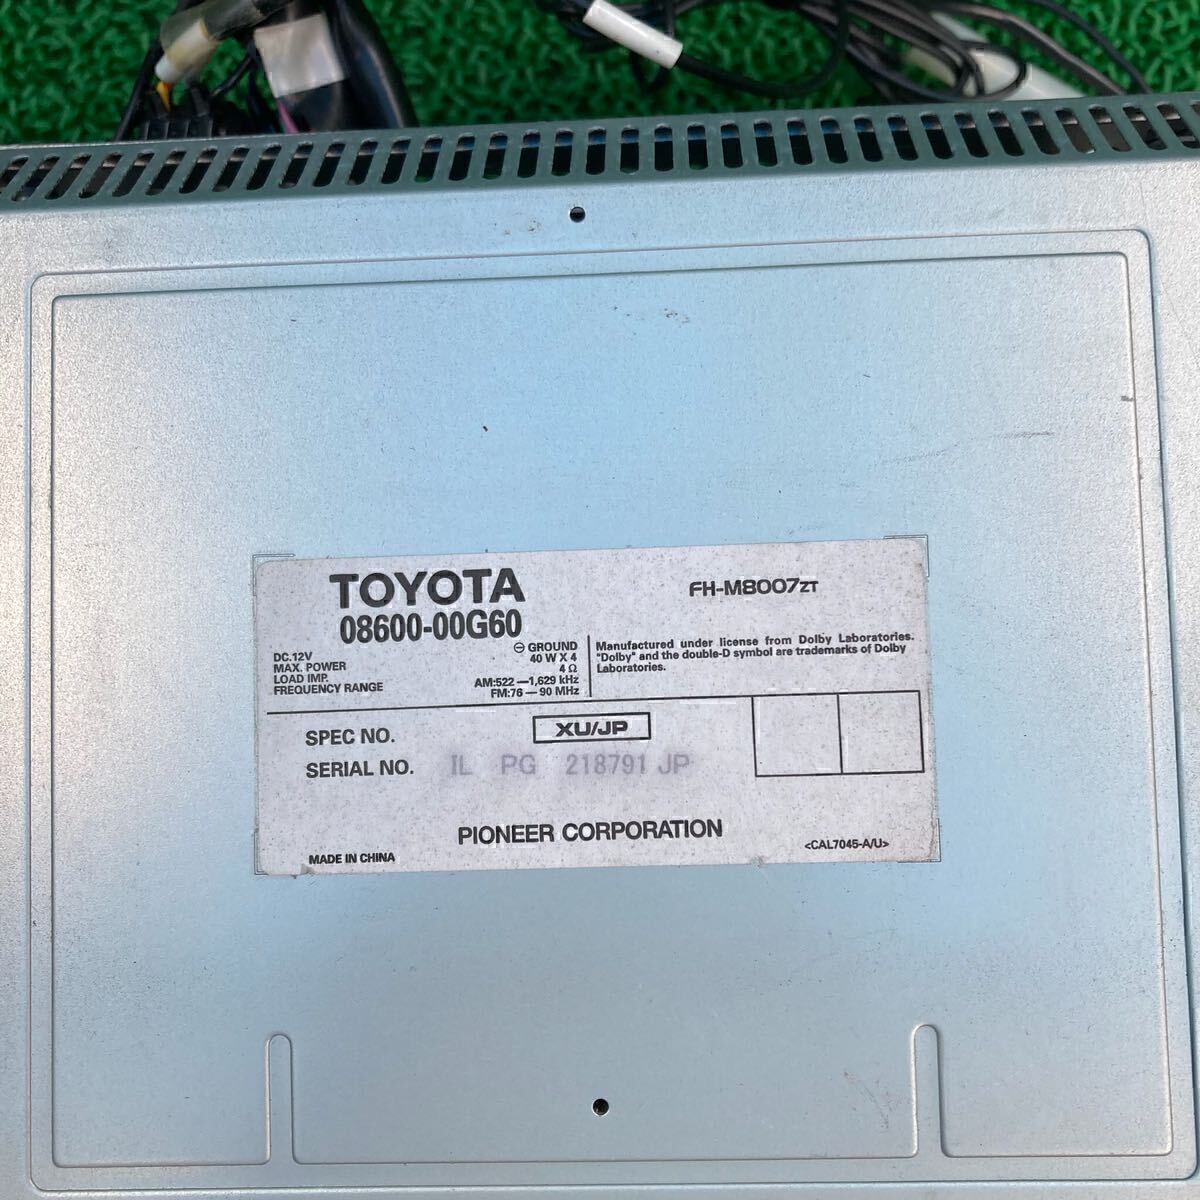 TOYOTA
08600-00G60
FH-M8007ZT
DC.12V ⊖ GROUND
MAX. POWER 40 W X 4
LOAD IMP. 4 Ω
FREQUENCY RANGE AM:522 — 1,629 kHz
FM:76 — 90 MHz
Manufactured under license from Dolby Laboratories.
"Dolby" and the double-D symbol are trademarks of Dolby
Laboratories.
SPEC NO. XU/JP
SERIAL NO. IL PG 218791 JP
PIONEER CORPORATION
MADE IN CHINA
<CAL7045-A/U>